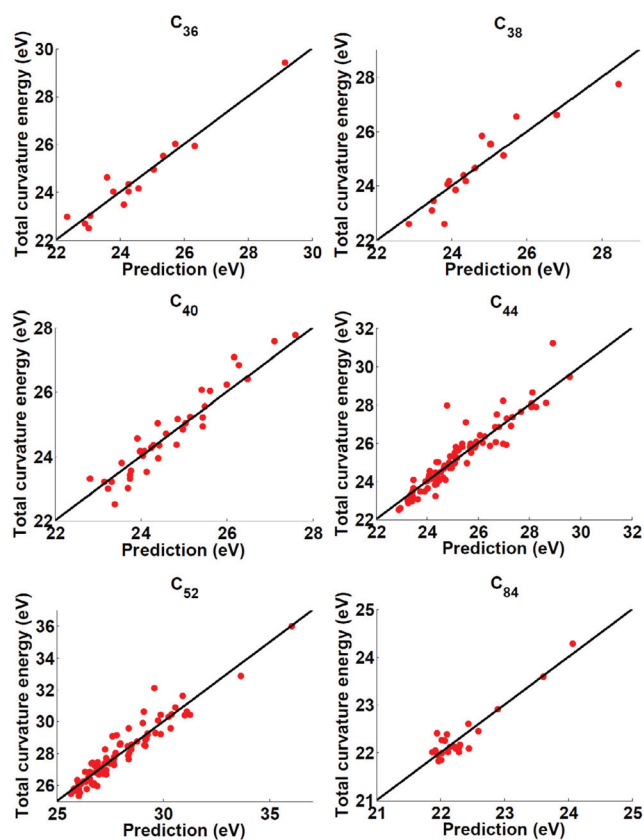 C36
Total curvature energy (eV)
30
28
26
24
22
22 24 26 28 30
Prediction (eV)
C38
Total curvature energy (eV)
28
26
24
22
22 24 26 28
Prediction (eV)
C40
Total curvature energy (eV)
28
26
24
22
22 24 26 28
Prediction (eV)
C44
Total curvature energy (eV)
32
30
28
26
24
22
22 24 26 28 30 32
Prediction (eV)
C52
Total curvature energy (eV)
36
34
32
30
28
26
25 30 35
Prediction (eV)
C84
Total curvature energy (eV)
25
24
23
22
21
21 22 23 24 25
Prediction (eV)